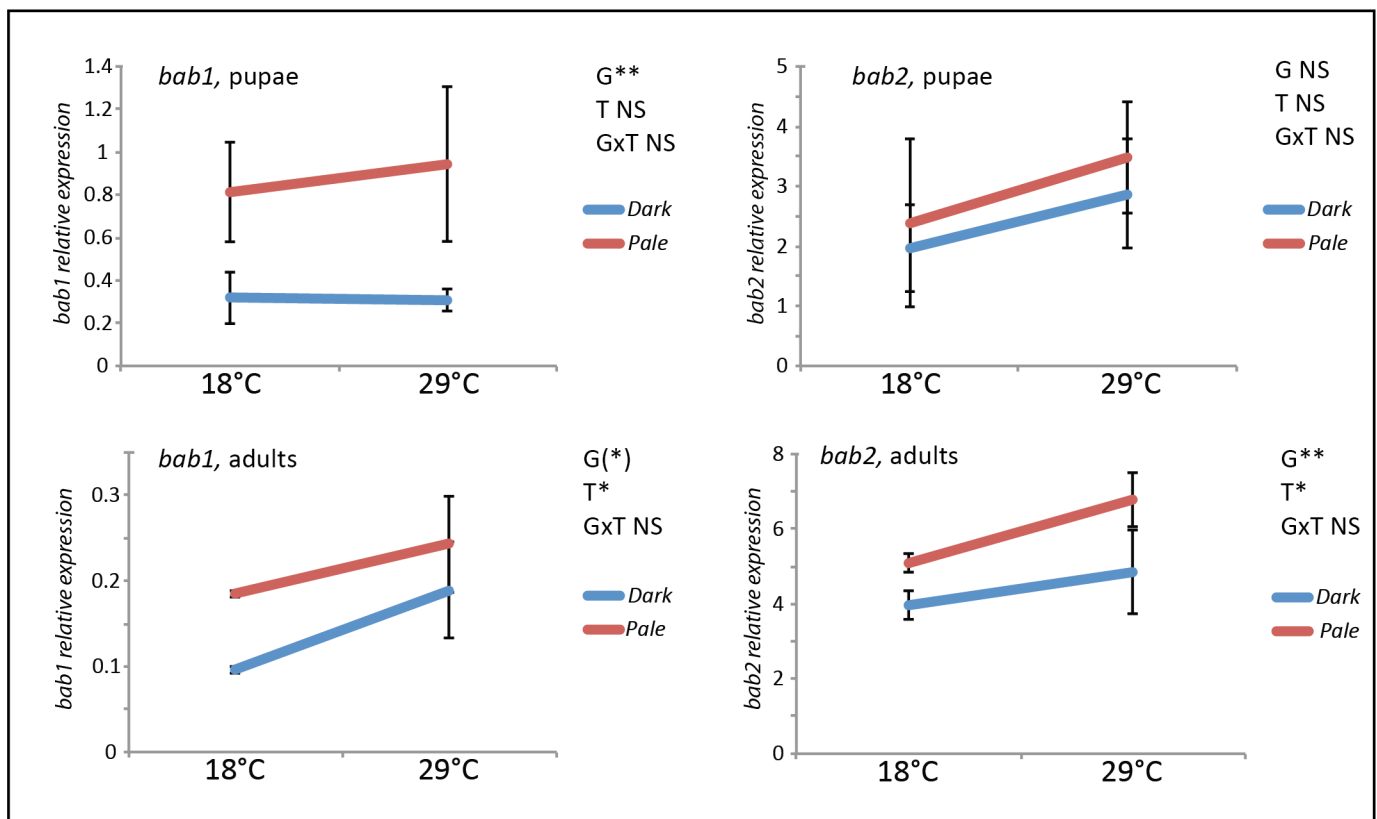 bab1, pupae
G**
T NS
GxT NS
Dark
Pale
bab1 relative expression
1.4
1.2
1
0.8
0.6
0.4
0.2
0
18°C 29°C
bab2, pupae
G NS
T NS
GxT NS
Dark
Pale
bab2 relative expression
5
4
3
2
1
0
18°C 29°C
bab1, adults
G(*)
T*
GxT NS
Dark
Pale
bab1 relative expression
0.3
0.2
0.1
0
18°C 29°C
bab2, adults
G**
T*
GxT NS
Dark
Pale
bab2 relative expression
8
6
4
2
0
18°C 29°C